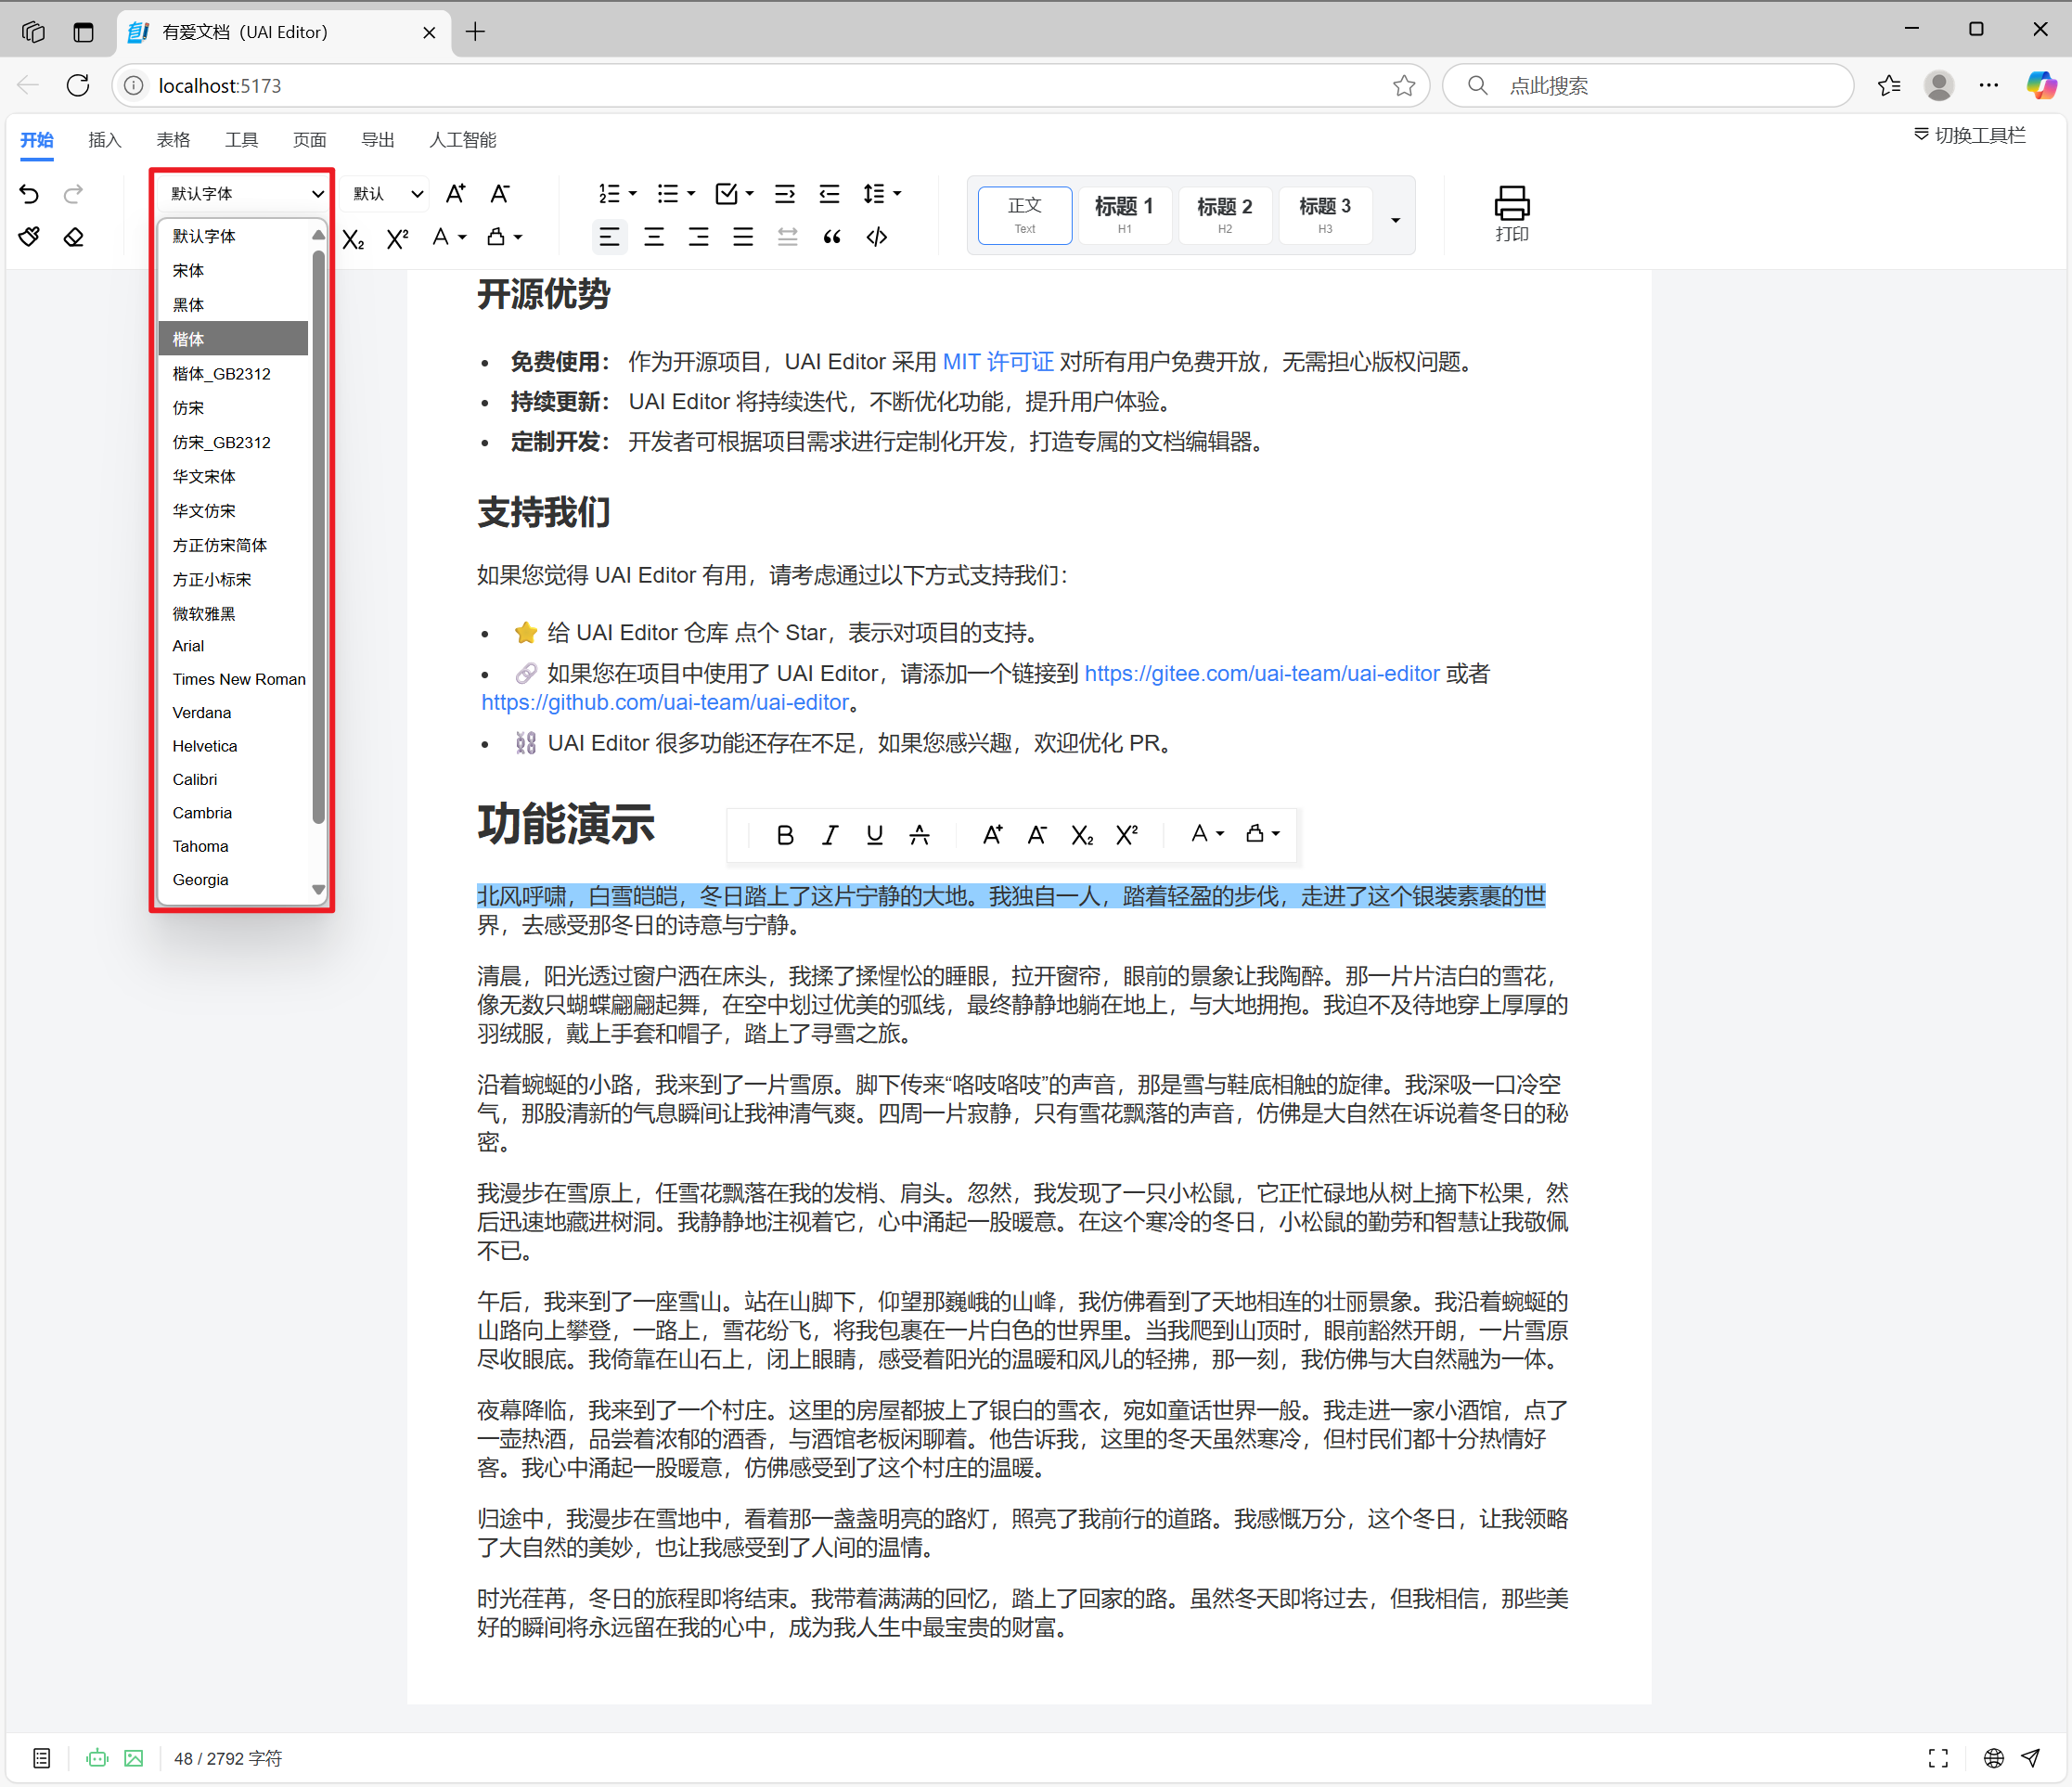 有爱文档（UAI Editor）
localhost:5173
点此搜索
开始 插入 表格 工具 页面 导出 人工智能
切换工具栏
默认字体 默认
正文 Text
标题 1 H1
标题 2 H2
标题 3 H3
打印
默认字体
宋体
黑体
楷体
楷体_GB2312
仿宋
仿宋_GB2312
华文宋体
华文仿宋
方正仿宋简体
方正小标宋
微软雅黑
Arial
Times New Roman
Verdana
Helvetica
Calibri
Cambria
Tahoma
Georgia
开源优势
• 免费使用： 作为开源项目，UAI Editor 采用 MIT 许可证 对所有用户免费开放，无需担心版权问题。
• 持续更新： UAI Editor 将持续迭代，不断优化功能，提升用户体验。
• 定制开发： 开发者可根据项目需求进行定制化开发，打造专属的文档编辑器。
支持我们
如果您觉得 UAI Editor 有用，请考虑通过以下方式支持我们：
• ⭐ 给 UAI Editor 仓库 点个 Star，表示对项目的支持。
• 🔗 如果您在项目中使用了 UAI Editor，请添加一个链接到 https://gitee.com/uai-team/uai-editor 或者
https://github.com/uai-team/uai-editor。
• ⛓ UAI Editor 很多功能还存在不足，如果您感兴趣，欢迎优化 PR。
功能演示
北风呼啸，白雪皑皑，冬日踏上了这片宁静的大地。我独自一人，踏着轻盈的步伐，走进了这个银装素裹的世
界，去感受那冬日的诗意与宁静。
清晨，阳光透过窗户洒在床头，我揉了揉惺忪的睡眼，拉开窗帘，眼前的景象让我陶醉。那一片片洁白的雪花，
像无数只蝴蝶翩翩起舞，在空中划过优美的弧线，最终静静地躺在地上，与大地拥抱。我迫不及待地穿上厚厚的
羽绒服，戴上手套和帽子，踏上了寻雪之旅。
沿着蜿蜒的小路，我来到了一片雪原。脚下传来“咯吱咯吱”的声音，那是雪与鞋底相触的旋律。我深吸一口冷空
气，那股清新的气息瞬间让我神清气爽。四周一片寂静，只有雪花飘落的声音，仿佛是大自然在诉说着冬日的秘
密。
我漫步在雪原上，任雪花飘落在我的发梢、肩头。忽然，我发现了一只小松鼠，它正忙碌地从树上摘下松果，然
后迅速地藏进树洞。我静静地注视着它，心中涌起一股暖意。在这个寒冷的冬日，小松鼠的勤劳和智慧让我敬佩
不已。
午后，我来到了一座雪山。站在山脚下，仰望那巍峨的山峰，我仿佛看到了天地相连的壮丽景象。我沿着蜿蜒的
山路向上攀登，一路上，雪花纷飞，将我包裹在一片白色的世界里。当我爬到山顶时，眼前豁然开朗，一片雪原
尽收眼底。我倚靠在山石上，闭上眼睛，感受着阳光的温暖和风儿的轻拂，那一刻，我仿佛与大自然融为一体。
夜幕降临，我来到了一个村庄。这里的房屋都披上了银白的雪衣，宛如童话世界一般。我走进一家小酒馆，点了
一壶热酒，品尝着浓郁的酒香，与酒馆老板闲聊着。他告诉我，这里的冬天虽然寒冷，但村民们都十分热情好
客。我心中涌起一股暖意，仿佛感受到了这个村庄的温暖。
归途中，我漫步在雪地中，看着那一盏盏明亮的路灯，照亮了我前行的道路。我感慨万分，这个冬日，让我领略
了大自然的美妙，也让我感受到了人间的温情。
时光荏苒，冬日的旅程即将结束。我带着满满的回忆，踏上了回家的路。虽然冬天即将过去，但我相信，那些美
好的瞬间将永远留在我的心中，成为我人生中最宝贵的财富。
48 / 2792 字符